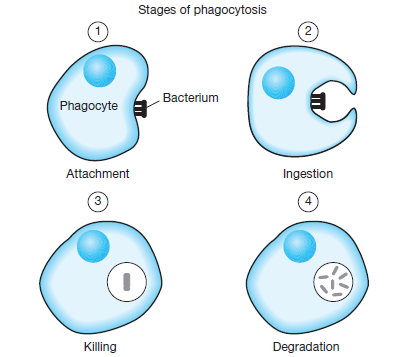 Stages of phagocytosis
1
2
Phagocyte
Bacterium
Attachment
Ingestion
3
4
Killing
Degradation